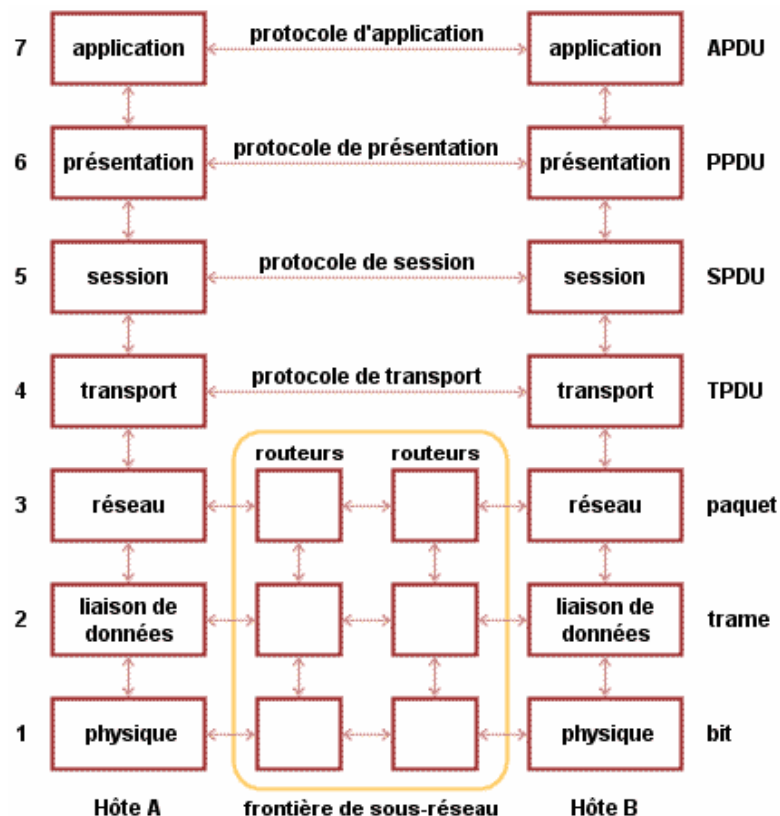 7 application protocole d'application application APDU
6 présentation protocole de présentation présentation PPDU
5 session protocole de session session SPDU
4 transport protocole de transport transport TPDU
routeurs routeurs
3 réseau réseau paquet
2 liaison de données liaison de données trame
1 physique physique bit
Hôte A frontière de sous-réseau Hôte B